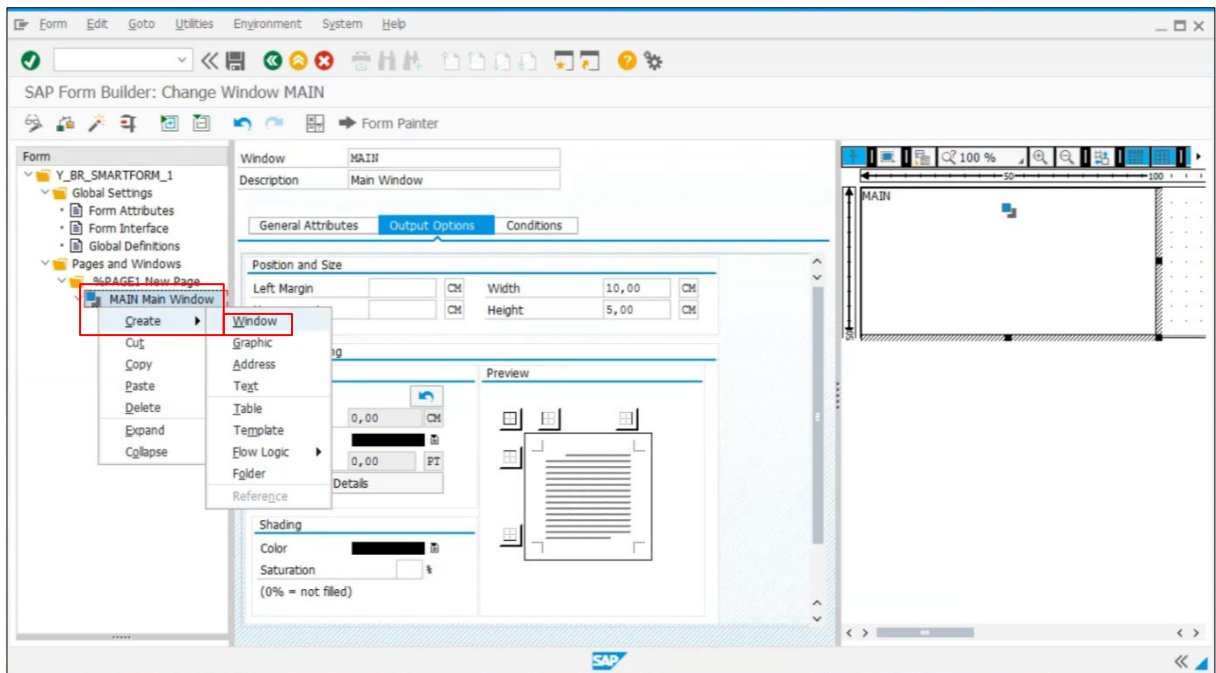 Form Edit Goto Utilities Environment System Help
SAP Form Builder: Change Window MAIN
Form Painter
Form
Y_BR_SMARTFORM_1
Global Settings
Form Attributes
Form Interface
Global Definitions
Pages and Windows
%PAGE1 New Page
MAIN Main Window
Create
Cut
Copy
Paste
Delete
Expand
Collapse
Window
Graphic
Address
Text
Table
Template
Flow Logic
Folder
Reference
Window MAIN
Description Main Window
General Attributes Output Options Conditions
Position and Size
Left Margin CM Width 10,00 CM
CM Height 5,00 CM
Preview
0,00 CM
0,00 PT
Details
Shading
Color
Saturation %
(0% = not filled)
100 %
50 100
MAIN
50
SAP